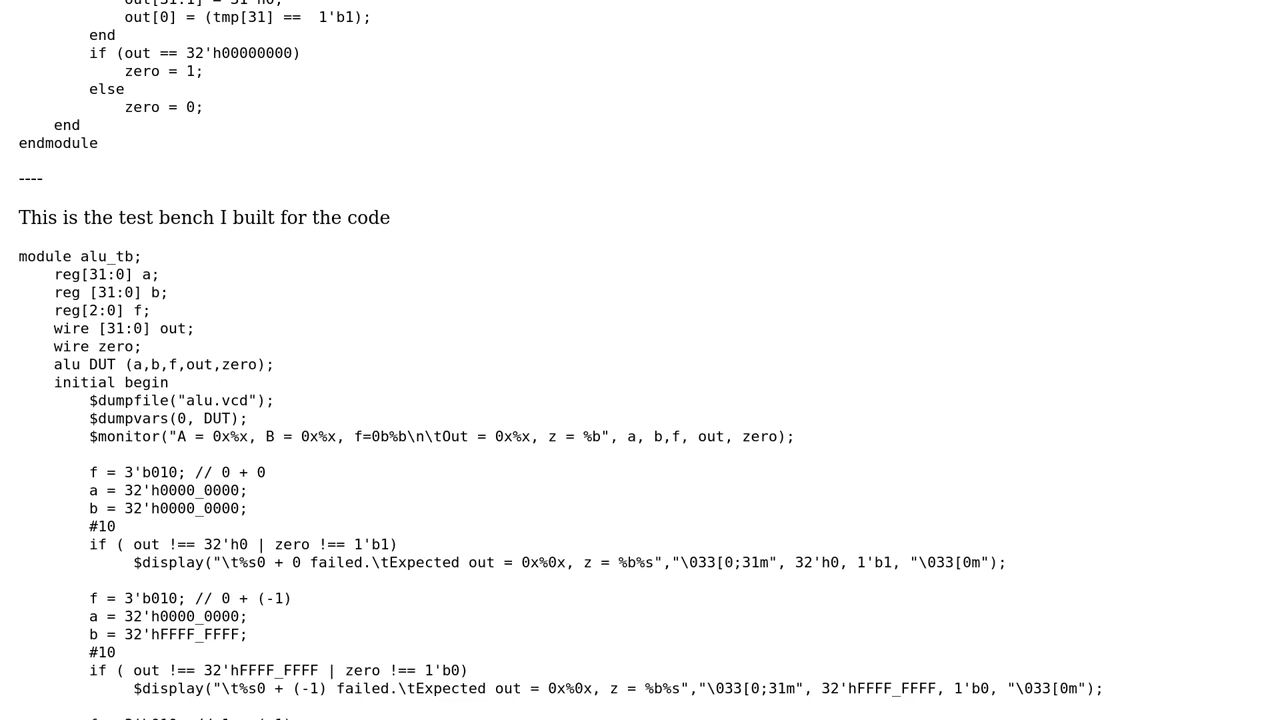 out[31:1] = 31'h0;
out[0] = (tmp[31] ==  1'b1);
end
if (out == 32'h00000000)
zero = 1;
else
zero = 0;
end
endmodule
----
This is the test bench I built for the code
module alu_tb;
reg[31:0] a;
reg [31:0] b;
reg[2:0] f;
wire [31:0] out;
wire zero;
alu DUT (a,b,f,out,zero);
initial begin
$dumpfile("alu.vcd");
$dumpvars(0, DUT);
$monitor("A = 0x%x, B = 0x%x, f=0b%b\n\tOut = 0x%x, z = %b", a, b,f, out, zero);
f = 3'b010; // 0 + 0
a = 32'h0000_0000;
b = 32'h0000_0000;
#10
if ( out !== 32'h0 | zero !== 1'b1)
$display("\t%s0 + 0 failed.\tExpected out = 0x%0x, z = %b%s","\033[0;31m", 32'h0, 1'b1, "\033[0m");
f = 3'b010; // 0 + (-1)
a = 32'h0000_0000;
b = 32'hFFFF_FFFF;
#10
if ( out !== 32'hFFFF_FFFF | zero !== 1'b0)
$display("\t%s0 + (-1) failed.\tExpected out = 0x%0x, z = %b%s","\033[0;31m", 32'hFFFF_FFFF, 1'b0, "\033[0m");